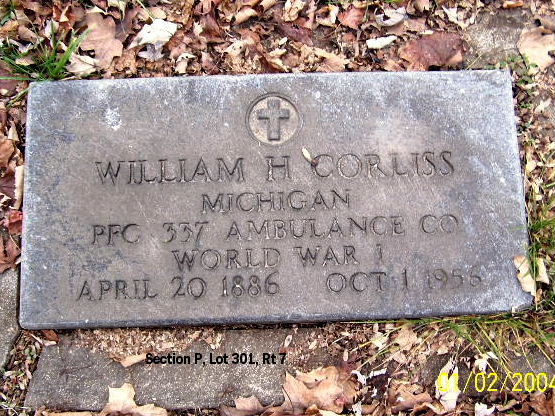 WILLIAM H CORLISS
MICHIGAN
PFC 337 AMBULANCE CO
WORLD WAR I
APRIL 20 1886 OCT 1 1956
Section P, Lot 301, Rt 7
02/2004